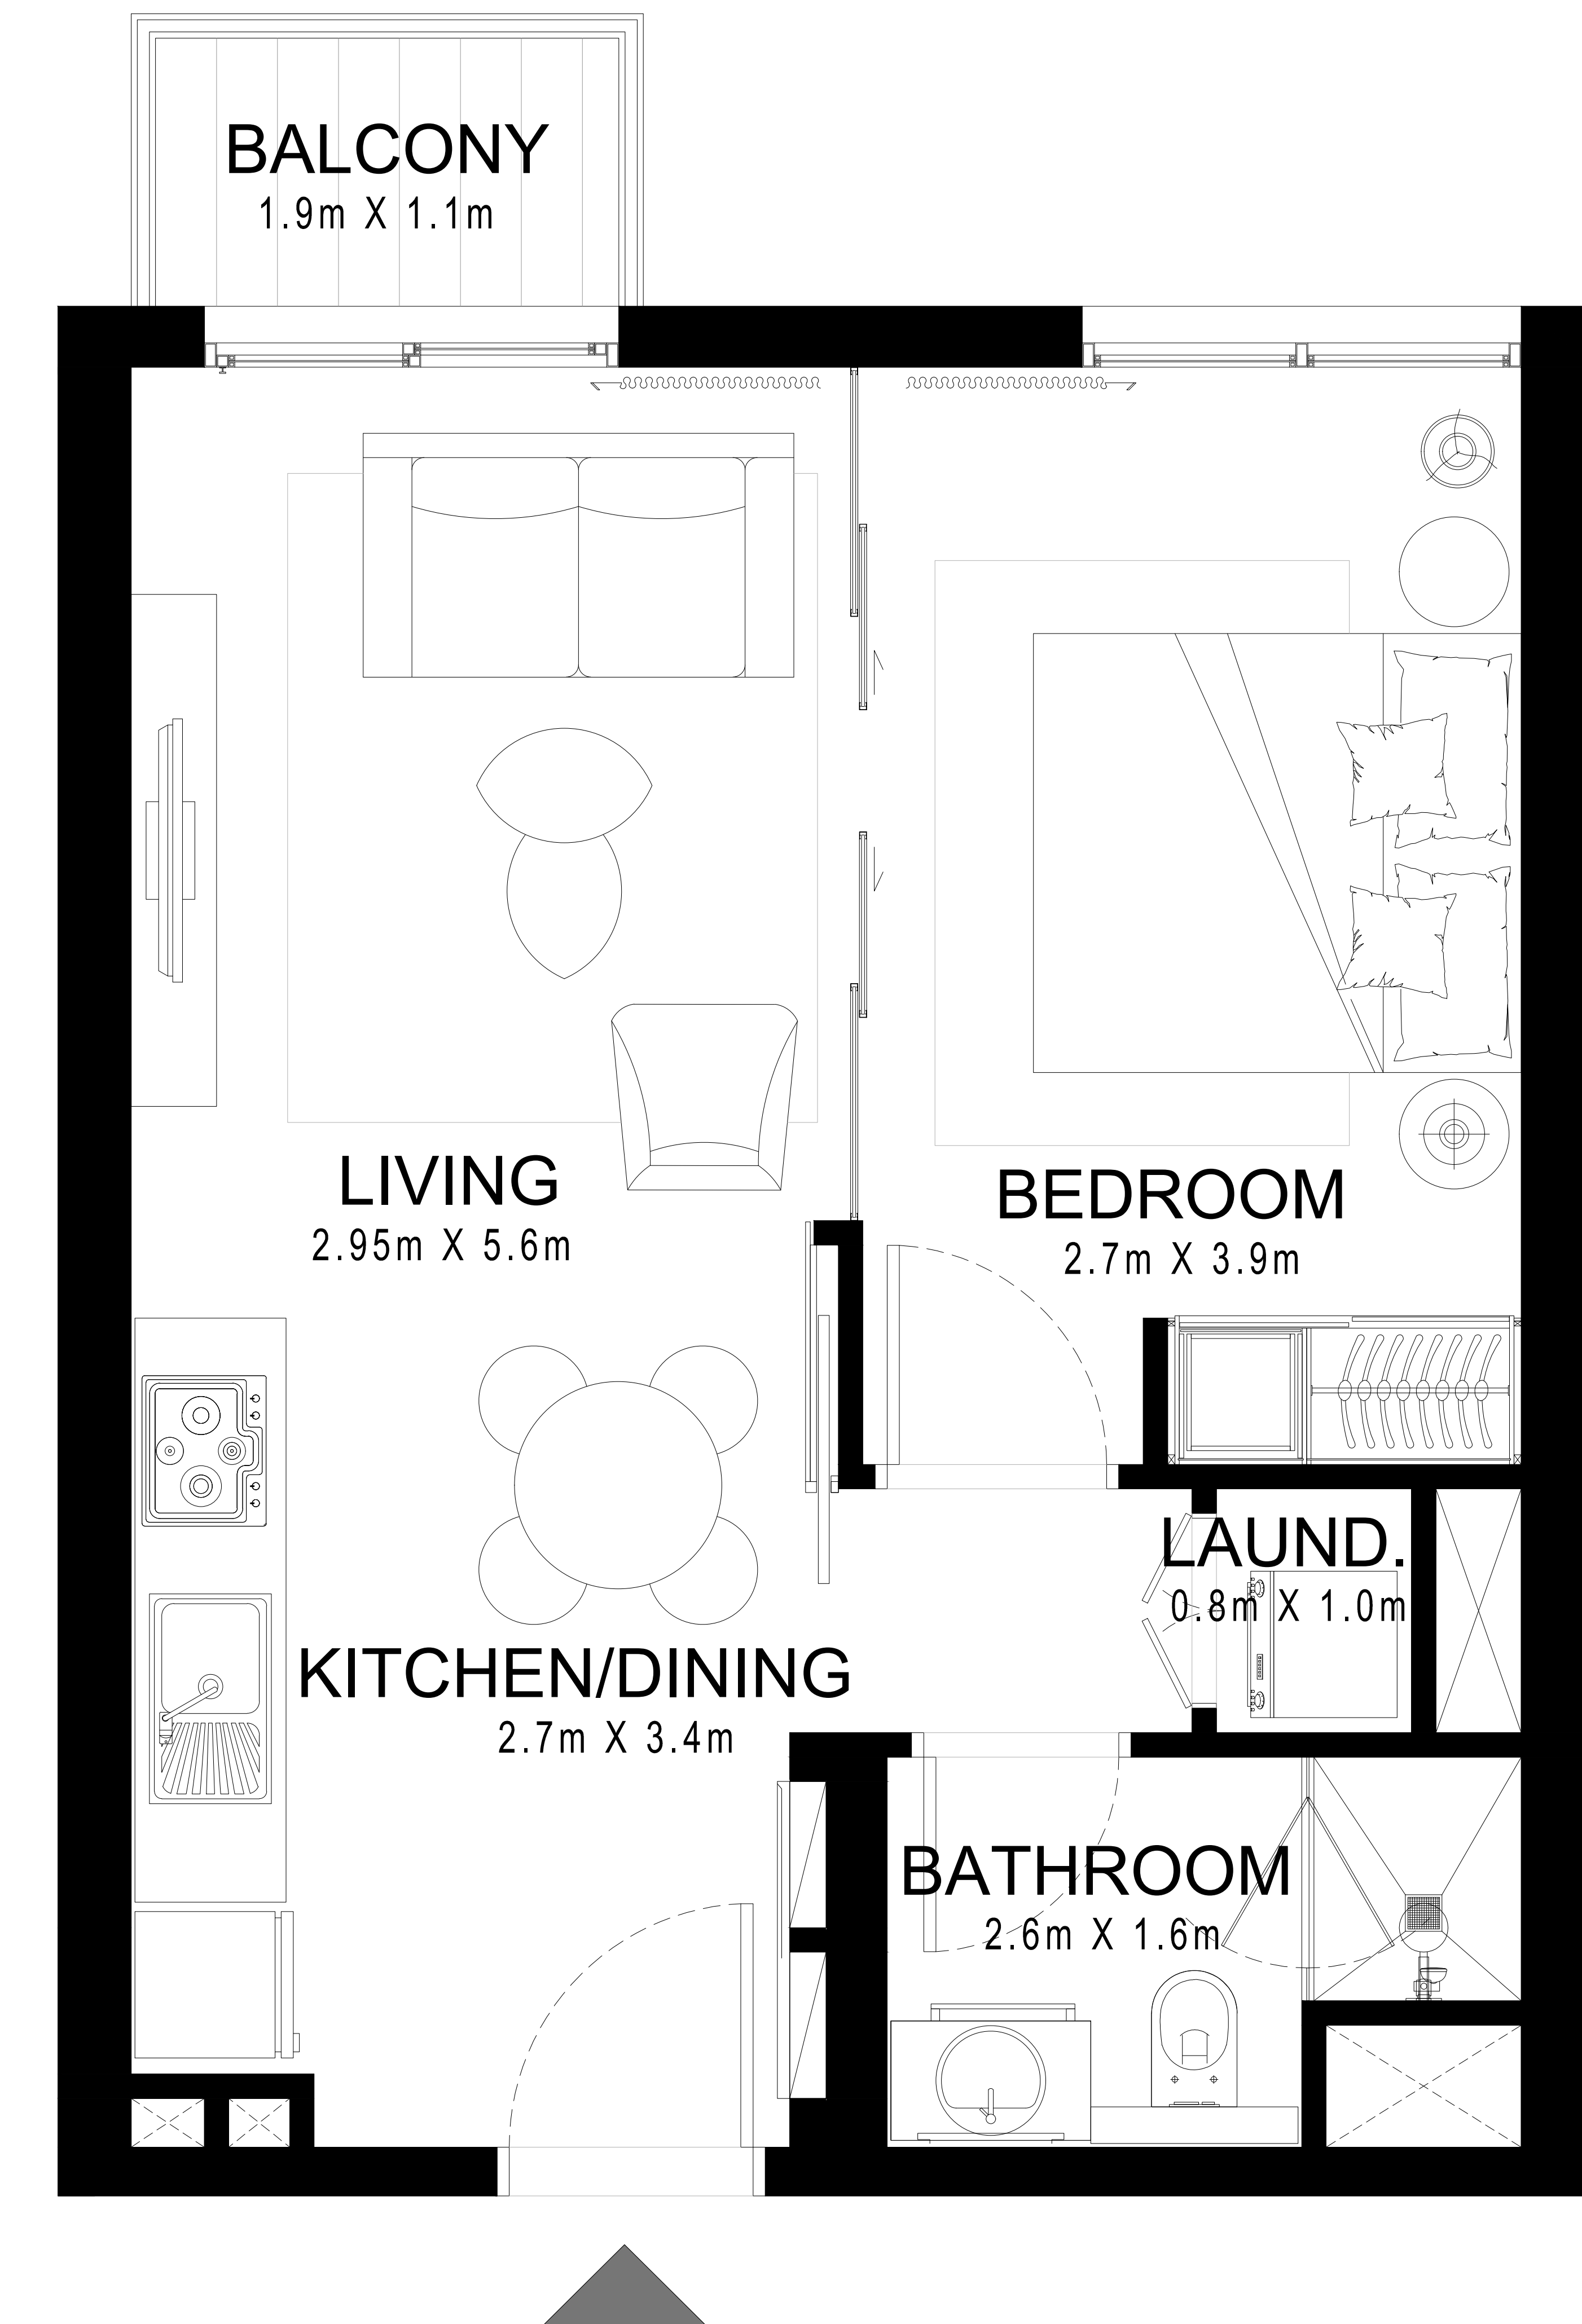 BALCONY
1.9m X 1.1m
LIVING
2.95m X 5.6m
BEDROOM
2.7m X 3.9m
LAUND.
0.8m X 1.0m
KITCHEN/DINING
2.7m X 3.4m
BATHROOM
2.6m X 1.6m